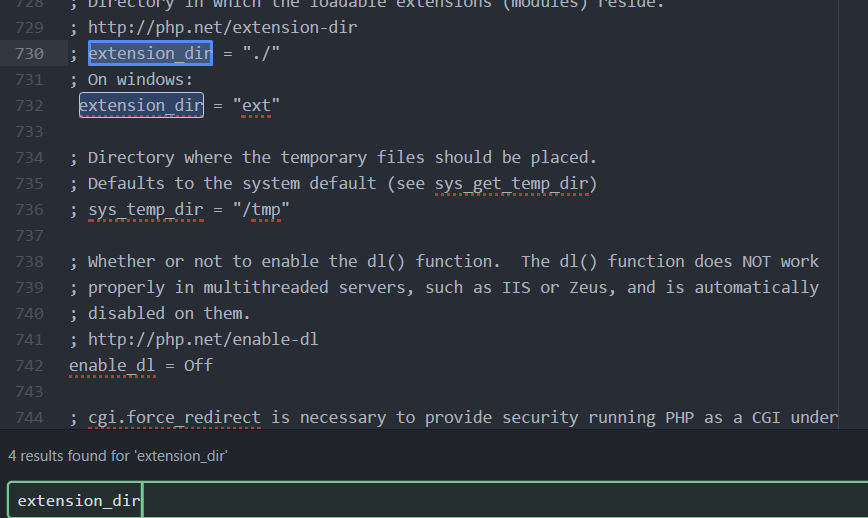 728 ; Directory in which the loadable extensions (modules) reside.
729 ; http://php.net/extension-dir
730 ; extension_dir = "./"
731 ; On windows:
732  extension_dir = "ext"
733
734 ; Directory where the temporary files should be placed.
735 ; Defaults to the system default (see sys_get_temp_dir)
736 ; sys_temp_dir = "/tmp"
737
738 ; Whether or not to enable the dl() function.  The dl() function does NOT work
739 ; properly in multithreaded servers, such as IIS or Zeus, and is automatically
740 ; disabled on them.
741 ; http://php.net/enable-dl
742 enable_dl = Off
743
744 ; cgi.force_redirect is necessary to provide security running PHP as a CGI under
4 results found for 'extension_dir'
extension_dir